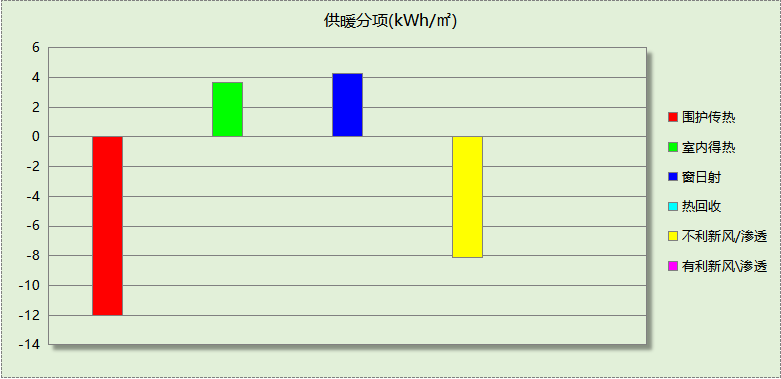 供暖分项(kWh/㎡)
6
4
2
0
-2
-4
-6
-8
-10
-12
-14
围护传热
室内得热
窗日射
热回收
不利新风/渗透
有利新风\渗透